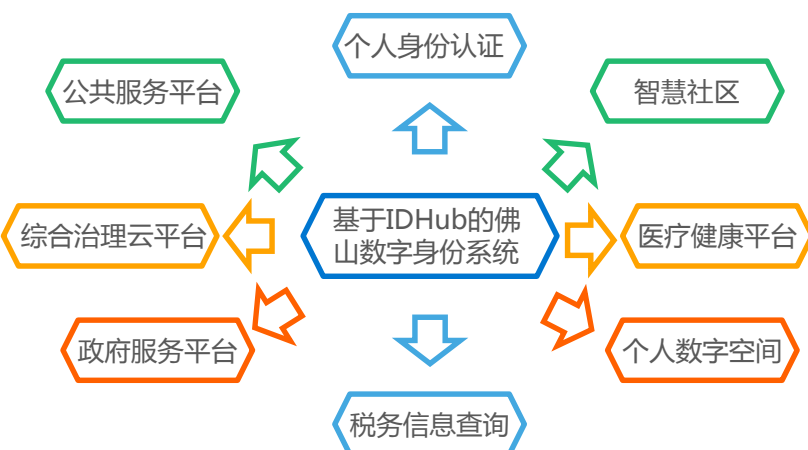 个人身份认证
公共服务平台
智慧社区
综合治理云平台
基于IDHub的佛
山数字身份系统
医疗健康平台
政府服务平台
个人数字空间
税务信息查询